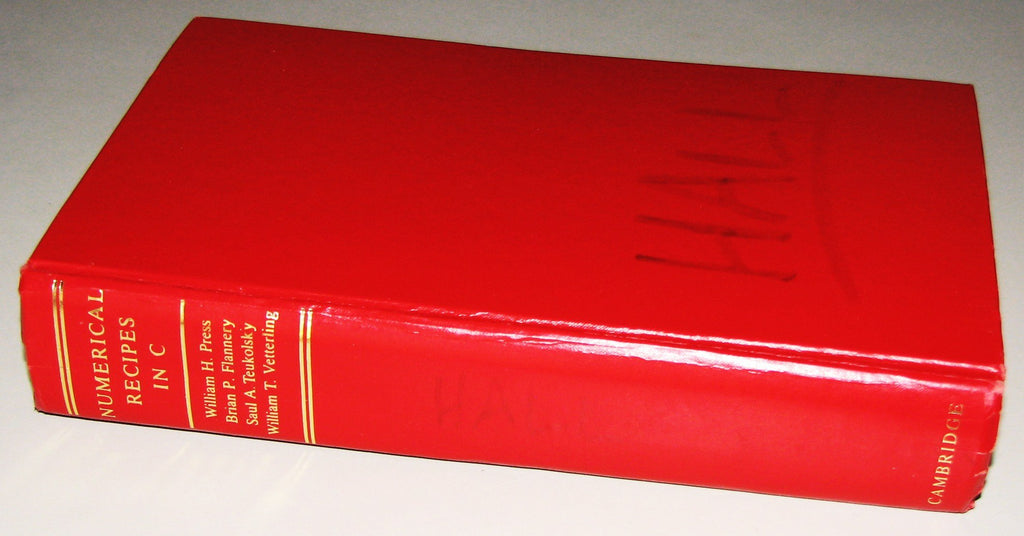 NUMERICAL
RECIPES
IN C
William H. Press
Brian P. Flannery
Saul A. Teukolsky
William T. Vetterling
CAMBRIDGE
HALL